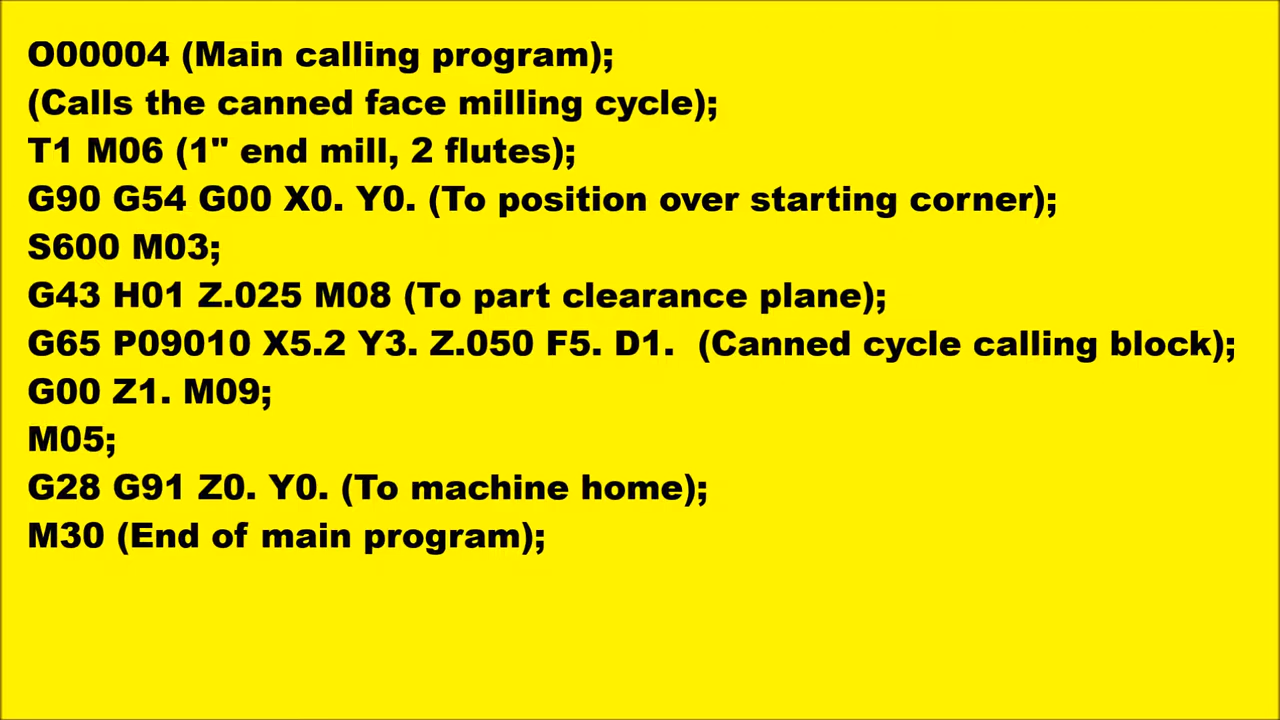 O00004 (Main calling program);
(Calls the canned face milling cycle);
T1 M06 (1" end mill, 2 flutes);
G90 G54 G00 X0. Y0. (To position over starting corner);
S600 M03;
G43 H01 Z.025 M08 (To part clearance plane);
G65 P09010 X5.2 Y3. Z.050 F5. D1.  (Canned cycle calling block);
G00 Z1. M09;
M05;
G28 G91 Z0. Y0. (To machine home);
M30 (End of main program);